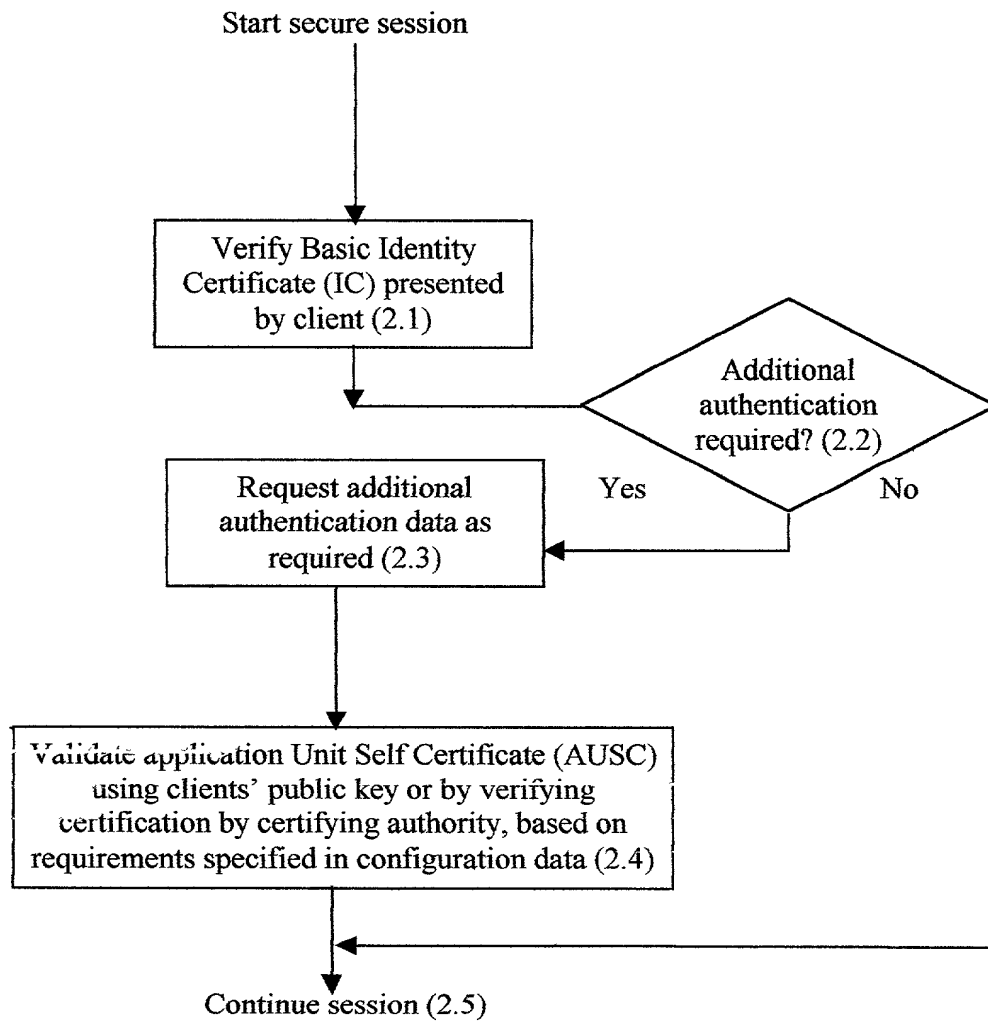 Start secure session
Verify Basic Identity
Certificate (IC) presented
by client (2.1)
Additional
authentication
required? (2.2)
Yes
No
Request additional
authentication data as
required (2.3)
Validate application Unit Self Certificate (AUSC)
using clients’ public key or by verifying
certification by certifying authority, based on
requirements specified in configuration data (2.4)
Continue session (2.5)